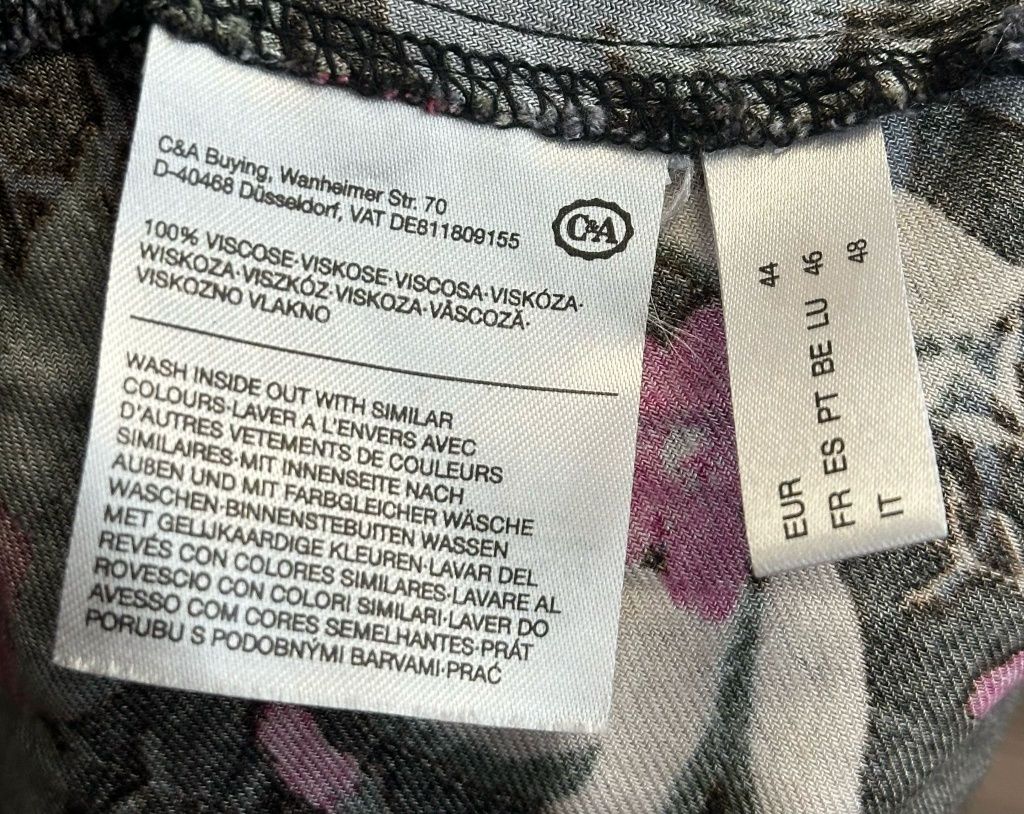 C&A Buying, Wanheimer Str. 70
D-40468 Düsseldorf, VAT DE811809155
C&A
100% VISCOSE·VISKOSE·VISCOSA·VISKÓZA·
WISKOZA·VISZKÓZ·VISKOZA·VÂSCOZĂ·
VISKOZNO VLAKNO
WASH INSIDE OUT WITH SIMILAR
COLOURS·LAVER A L'ENVERS AVEC
D'AUTRES VETEMENTS DE COULEURS
SIMILAIRES·MIT INNENSEITE NACH
AUßEN UND MIT FARBGLEICHER WÄSCHE
WASCHEN·BINNENSTEBUITEN WASSEN
MET GELIJKAARDIGE KLEUREN·LAVAR DEL
REVÉS CON COLORES SIMILARES·LAVARE AL
ROVESCIO CON COLORI SIMILARI·LAVER DO
AVESSO COM CORES SEMELHANTES·PRÁT
PORUBU S PODOBNÝMI BARVAMI·PRAĆ
EUR 44
FR ES PT BE LU 46
IT 48